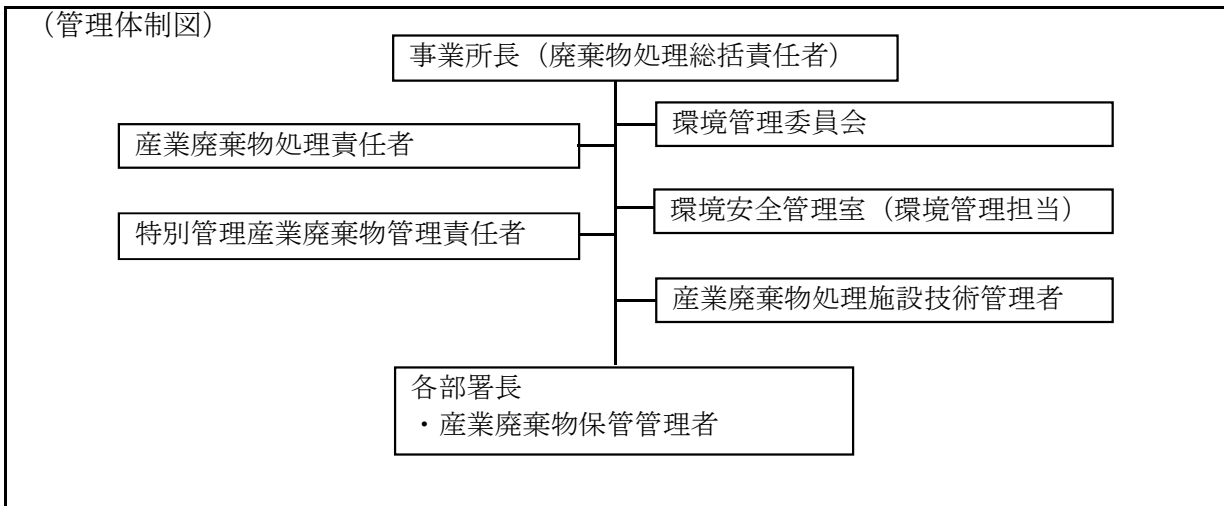 （管理体制図）
事業所長（廃棄物処理総括責任者）
環境管理委員会
産業廃棄物処理責任者
環境安全管理室（環境管理担当）
特別管理産業廃棄物管理責任者
産業廃棄物処理施設技術管理者
各部署長
・産業廃棄物保管管理者